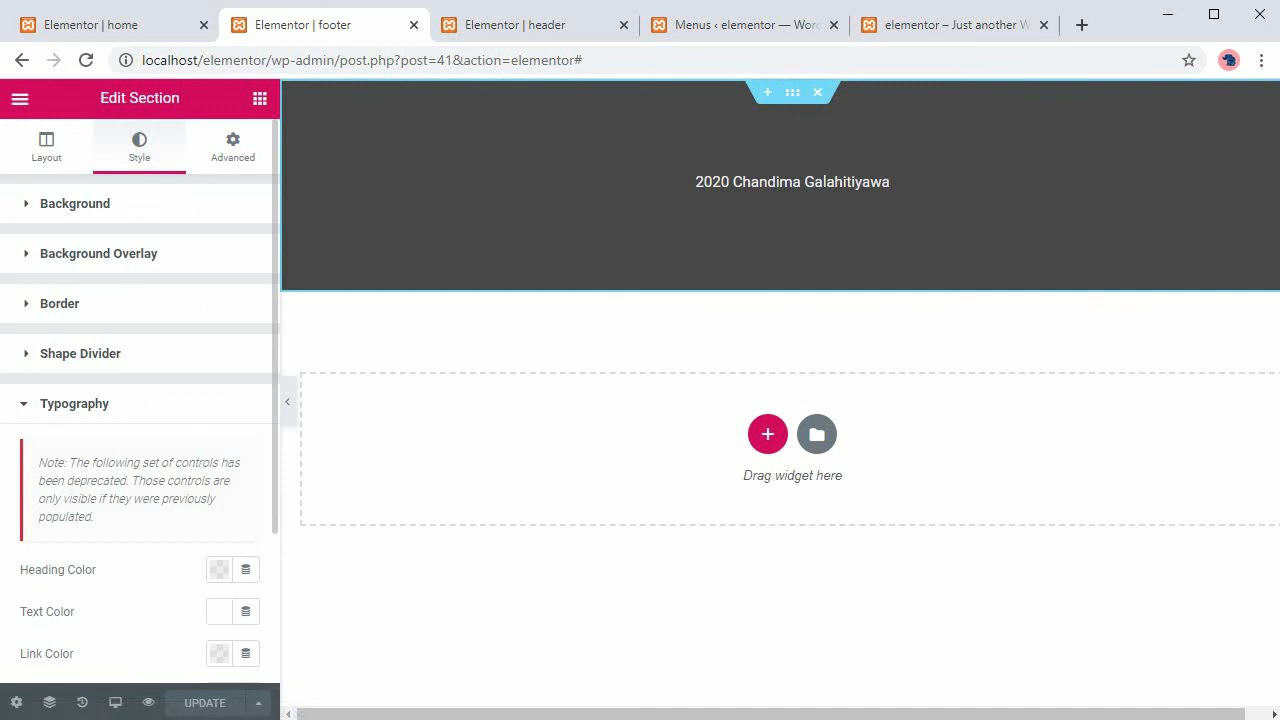 Elementor | home
Elementor | footer
Elementor | header
Menus ‹ elementor — Wor
elementor – Just another W
localhost/elementor/wp-admin/post.php?post=41&action=elementor#
Edit Section
Layout
Style
Advanced
Background
Background Overlay
Border
Shape Divider
Typography
Note: The following set of controls has
been deprecated. Those controls are
only visible if they were previously
populated.
Heading Color
Text Color
Link Color
UPDATE
2020 Chandima Galahitiyawa
Drag widget here